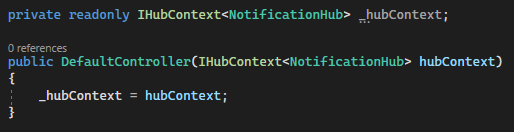 private readonly IHubContext<NotificationHub> _hubContext;
0 references
public DefaultController(IHubContext<NotificationHub> hubContext)
{
_hubContext = hubContext;
}